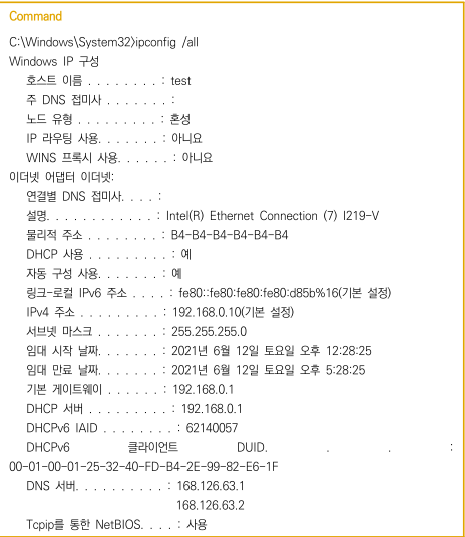 Command
C:\Windows\System32>ipconfig /all
Windows IP 구성
호스트 이름 . . . . . . . . : test
주 DNS 접미사 . . . . . . . :
노드 유형 . . . . . . . . . : 혼성
IP 라우팅 사용. . . . . . . : 아니요
WINS 프록시 사용. . . . . . : 아니요
이더넷 어댑터 이더넷:
연결별 DNS 접미사. . . . :
설명. . . . . . . . . . . . : Intel(R) Ethernet Connection (7) I219-V
물리적 주소 . . . . . . . . : B4-B4-B4-B4-B4-B4
DHCP 사용 . . . . . . . . . : 예
자동 구성 사용. . . . . . . : 예
링크-로컬 IPv6 주소 . . . . : fe80::fe80:fe80:fe80:d85b%16(기본 설정)
IPv4 주소 . . . . . . . . . : 192.168.0.10(기본 설정)
서브넷 마스크 . . . . . . . : 255.255.255.0
임대 시작 날짜. . . . . . . : 2021년 6월 12일 토요일 오후 12:28:25
임대 만료 날짜. . . . . . . : 2021년 6월 12일 토요일 오후 5:28:25
기본 게이트웨이 . . . . . . : 192.168.0.1
DHCP 서버 . . . . . . . . . : 192.168.0.1
DHCPv6 IAID . . . . . . . . : 62140057
DHCPv6 클라이언트 DUID. . . :
00-01-00-01-25-32-40-FD-B4-2E-99-82-E6-1F
DNS 서버. . . . . . . . . . : 168.126.63.1
168.126.63.2
Tcpip를 통한 NetBIOS. . . . : 사용